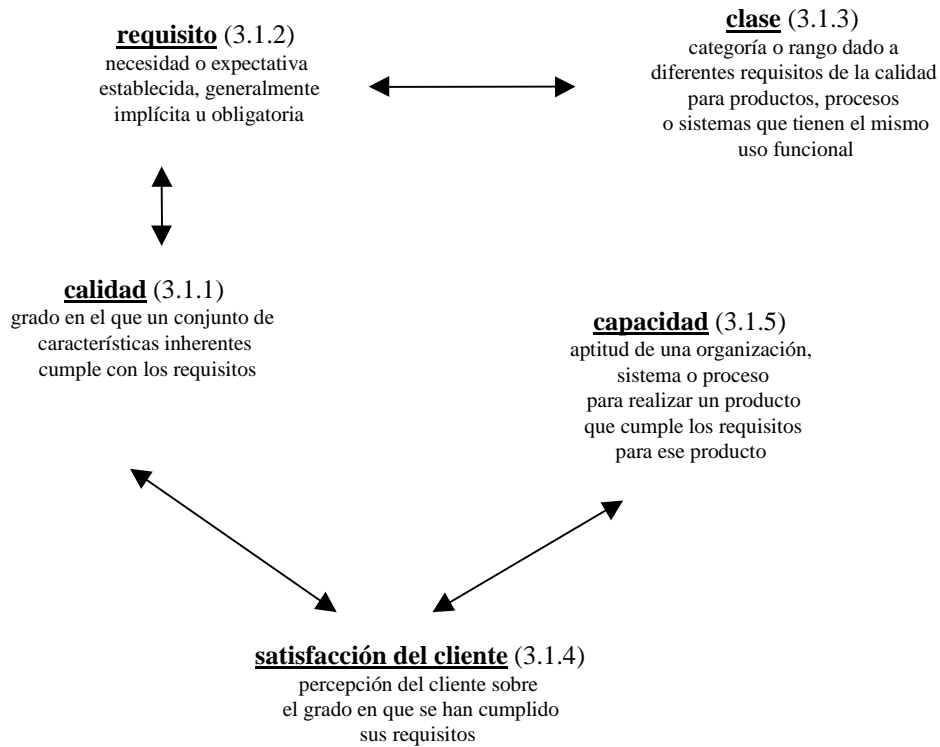 requisito (3.1.2)
necesidad o expectativa
establecida, generalmente
implícita u obligatoria
clase (3.1.3)
categoría o rango dado a
diferentes requisitos de la calidad
para productos, procesos
o sistemas que tienen el mismo
uso funcional
calidad (3.1.1)
grado en el que un conjunto de
características inherentes
cumple con los requisitos
capacidad (3.1.5)
aptitud de una organización,
sistema o proceso
para realizar un producto
que cumple los requisitos
para ese producto
satisfacción del cliente (3.1.4)
percepción del cliente sobre
el grado en que se han cumplido
sus requisitos